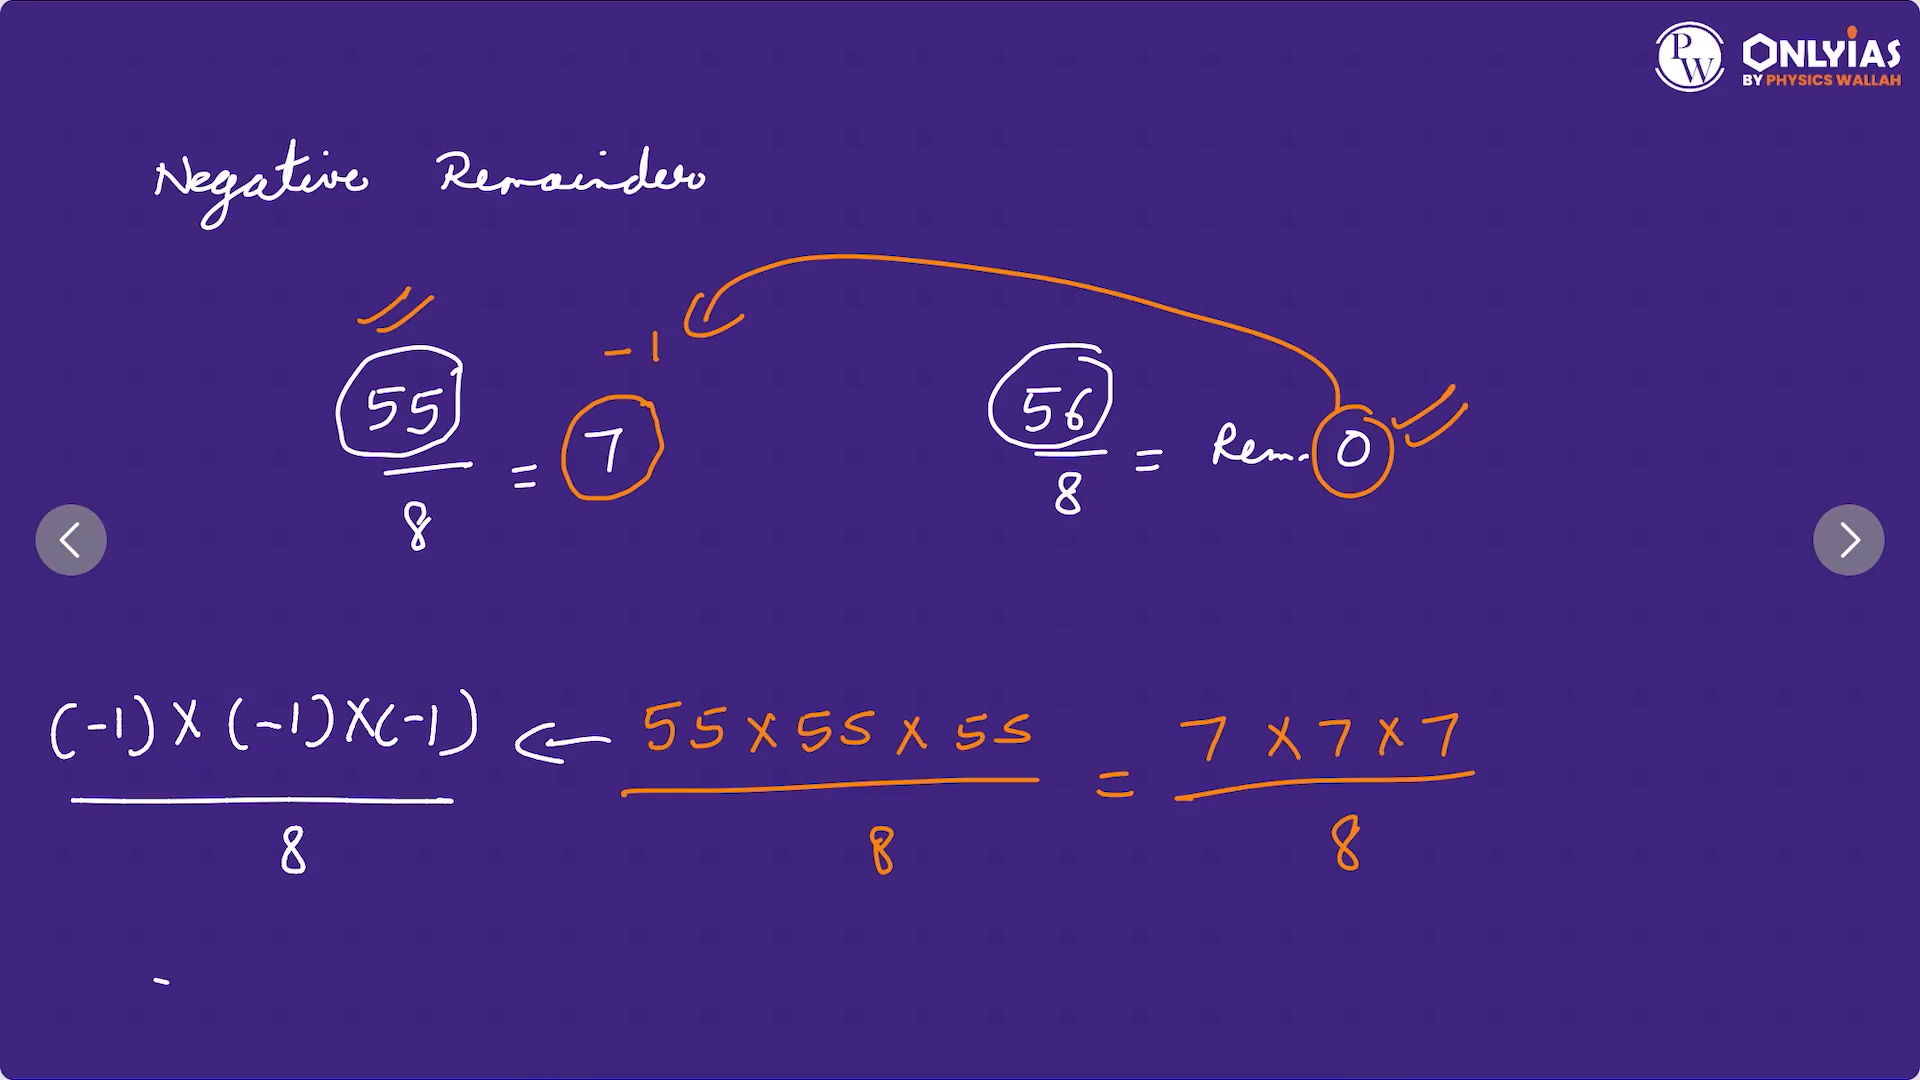 PW ONLYIAS
BY PHYSICS WALLAH
Negative Remainders
55/8 = 7 -1
56/8 = Rem. 0
(-1) X (-1) X (-1) / 8 ← 55 X 55 X 55 / 8 = 7 X 7 X 7 / 8
-